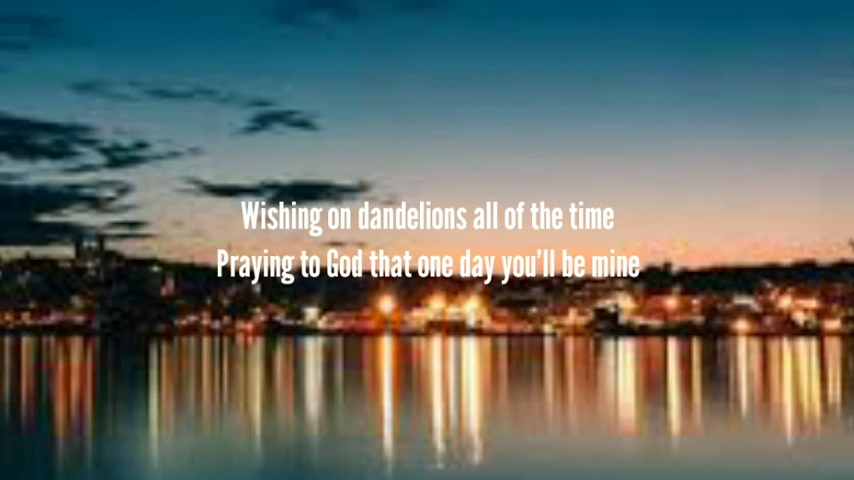 Wishing on dandelions all of the time
Praying to God that one day you'll be mine